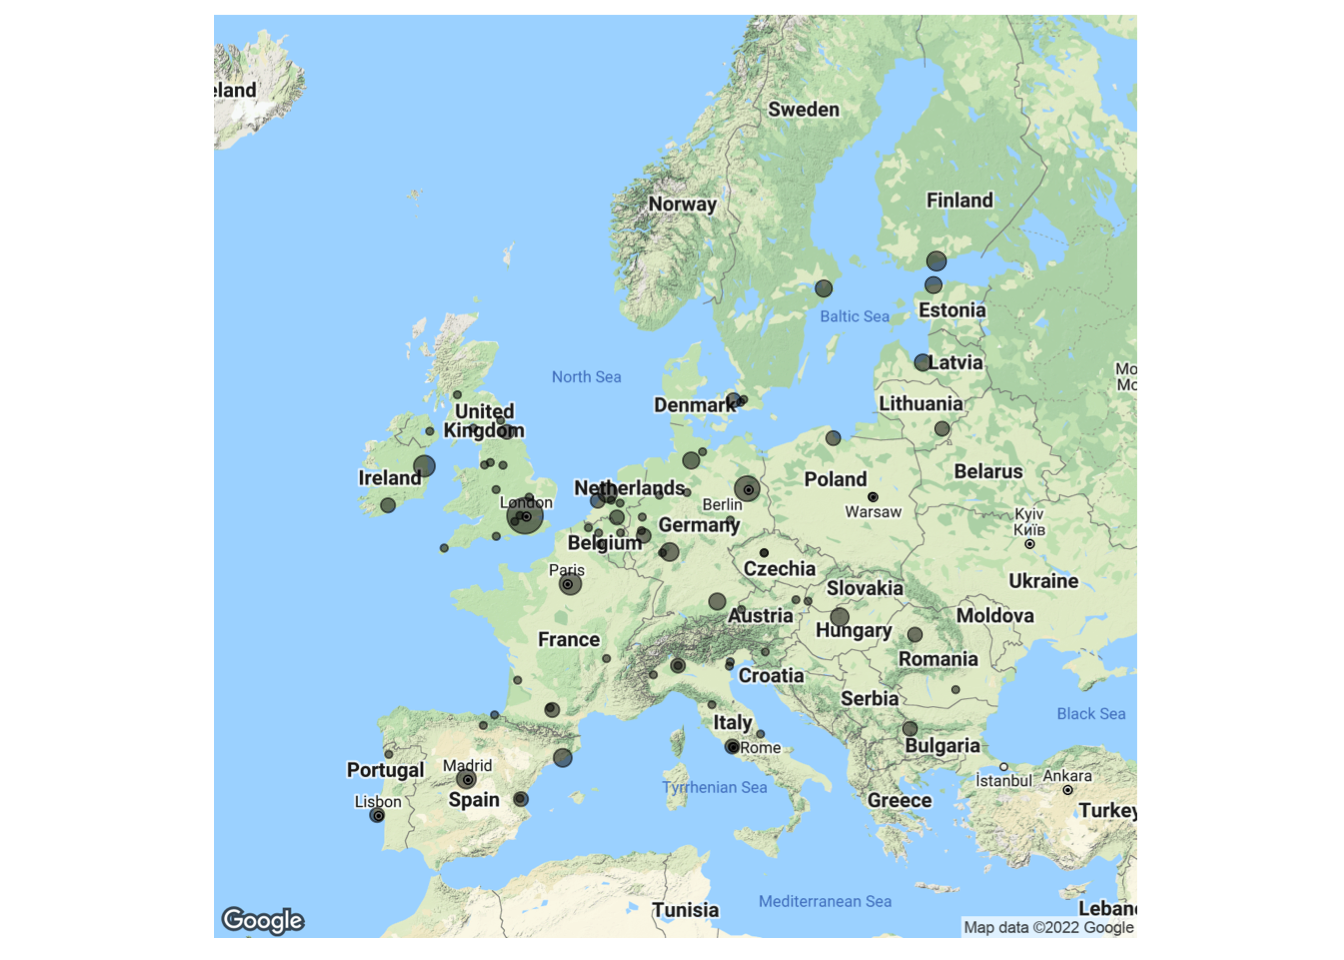 eland
Sweden
Norway
Finland
Baltic Sea
Estonia
North Sea
Latvia
Mo
Mo
Denmark
Lithuania
United
Kingdom
Ireland
Netherlands
Poland
Belarus
London
Berlin
Warsaw
Kyiv
Київ
Germany
Belgium
Paris
Czechia
Slovakia
Ukraine
Austria
Hungary
Moldova
France
Romania
Croatia
Serbia
Black Sea
Italy
Rome
Bulgaria
Portugal
Madrid
İstanbul
Ankara
Tyrrhenian Sea
Lisbon
Spain
Greece
Turkey
Mediterranean Sea
Tunisia
Leban
Google
Map data ©2022 Google